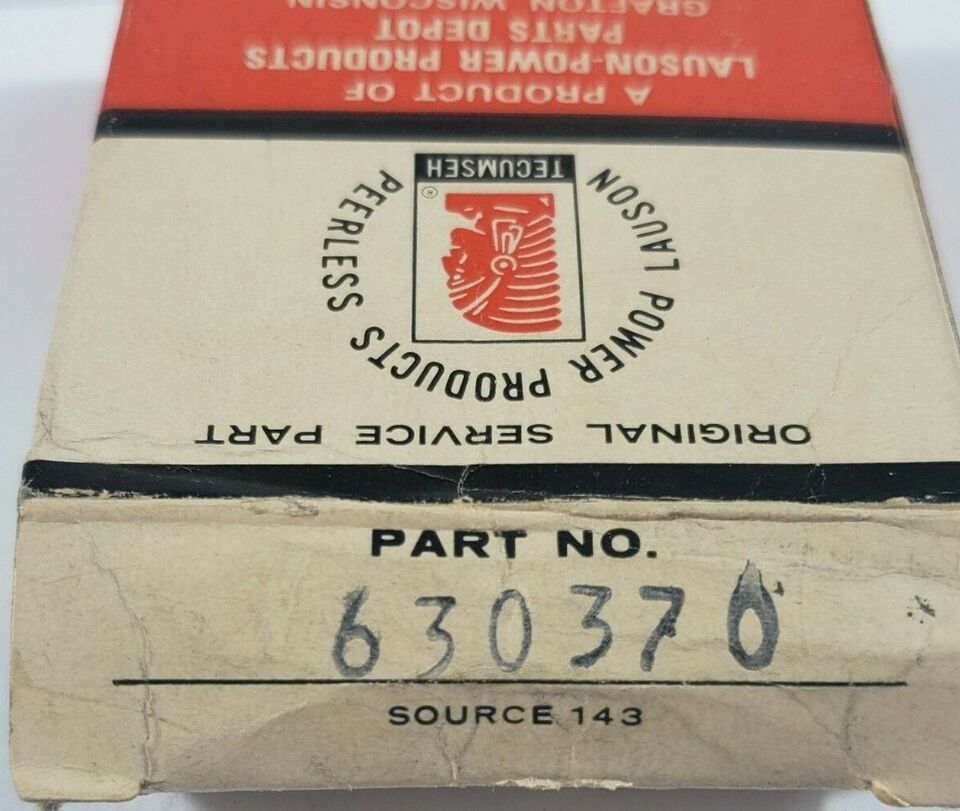 GRAFTON WISCONSIN
PARTS DEPOT
LAUSON-POWER PRODUCTS
A PRODUCT OF
TECUMSEH
®
LAUSON POWER PRODUCTS PEERLESS
ORIGINAL SERVICE PART
PART NO.
630370
SOURCE 143